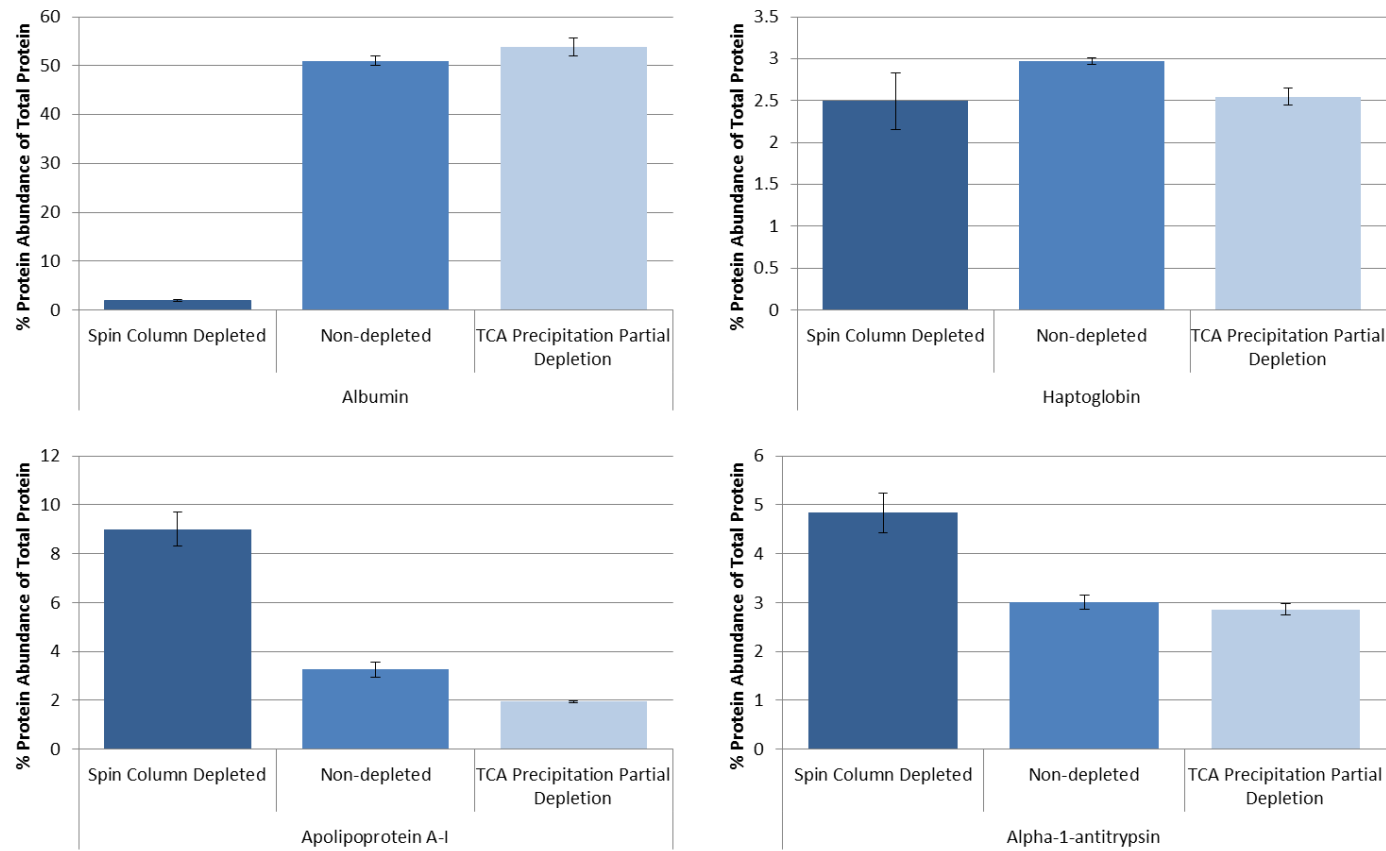 % Protein Abundance of Total Protein
60
50
40
30
20
10
0
Spin Column Depleted
Non-depleted
TCA Precipitation Partial
Depletion
Albumin
% Protein Abundance of Total Protein
3.5
3
2.5
2
1.5
1
0.5
0
Spin Column Depleted
Non-depleted
TCA Precipitation Partial
Depletion
Haptoglobin
% Protein Abundance of Total Protein
12
10
8
6
4
2
0
Spin Column Depleted
Non-depleted
TCA Precipitation Partial
Depletion
Apolipoprotein A-I
% Protein Abundance of Total Protein
6
5
4
3
2
1
0
Spin Column Depleted
Non-depleted
TCA Precipitation Partial
Depletion
Alpha-1-antitrypsin